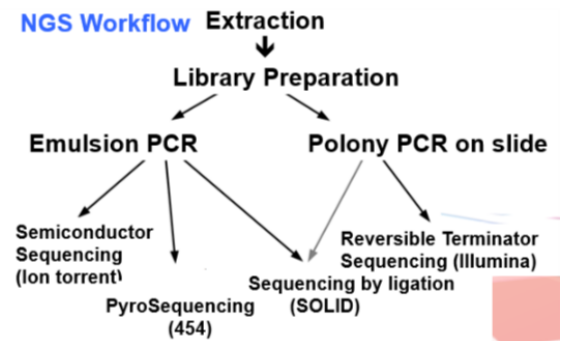 NGS Workflow Extraction
Library Preparation
Emulsion PCR
Polony PCR on slide
Semiconductor
Sequencing
(Ion torrent)
PyroSequencing
(454)
Sequencing by ligation
(SOLID)
Reversible Terminator
Sequencing (Illumina)